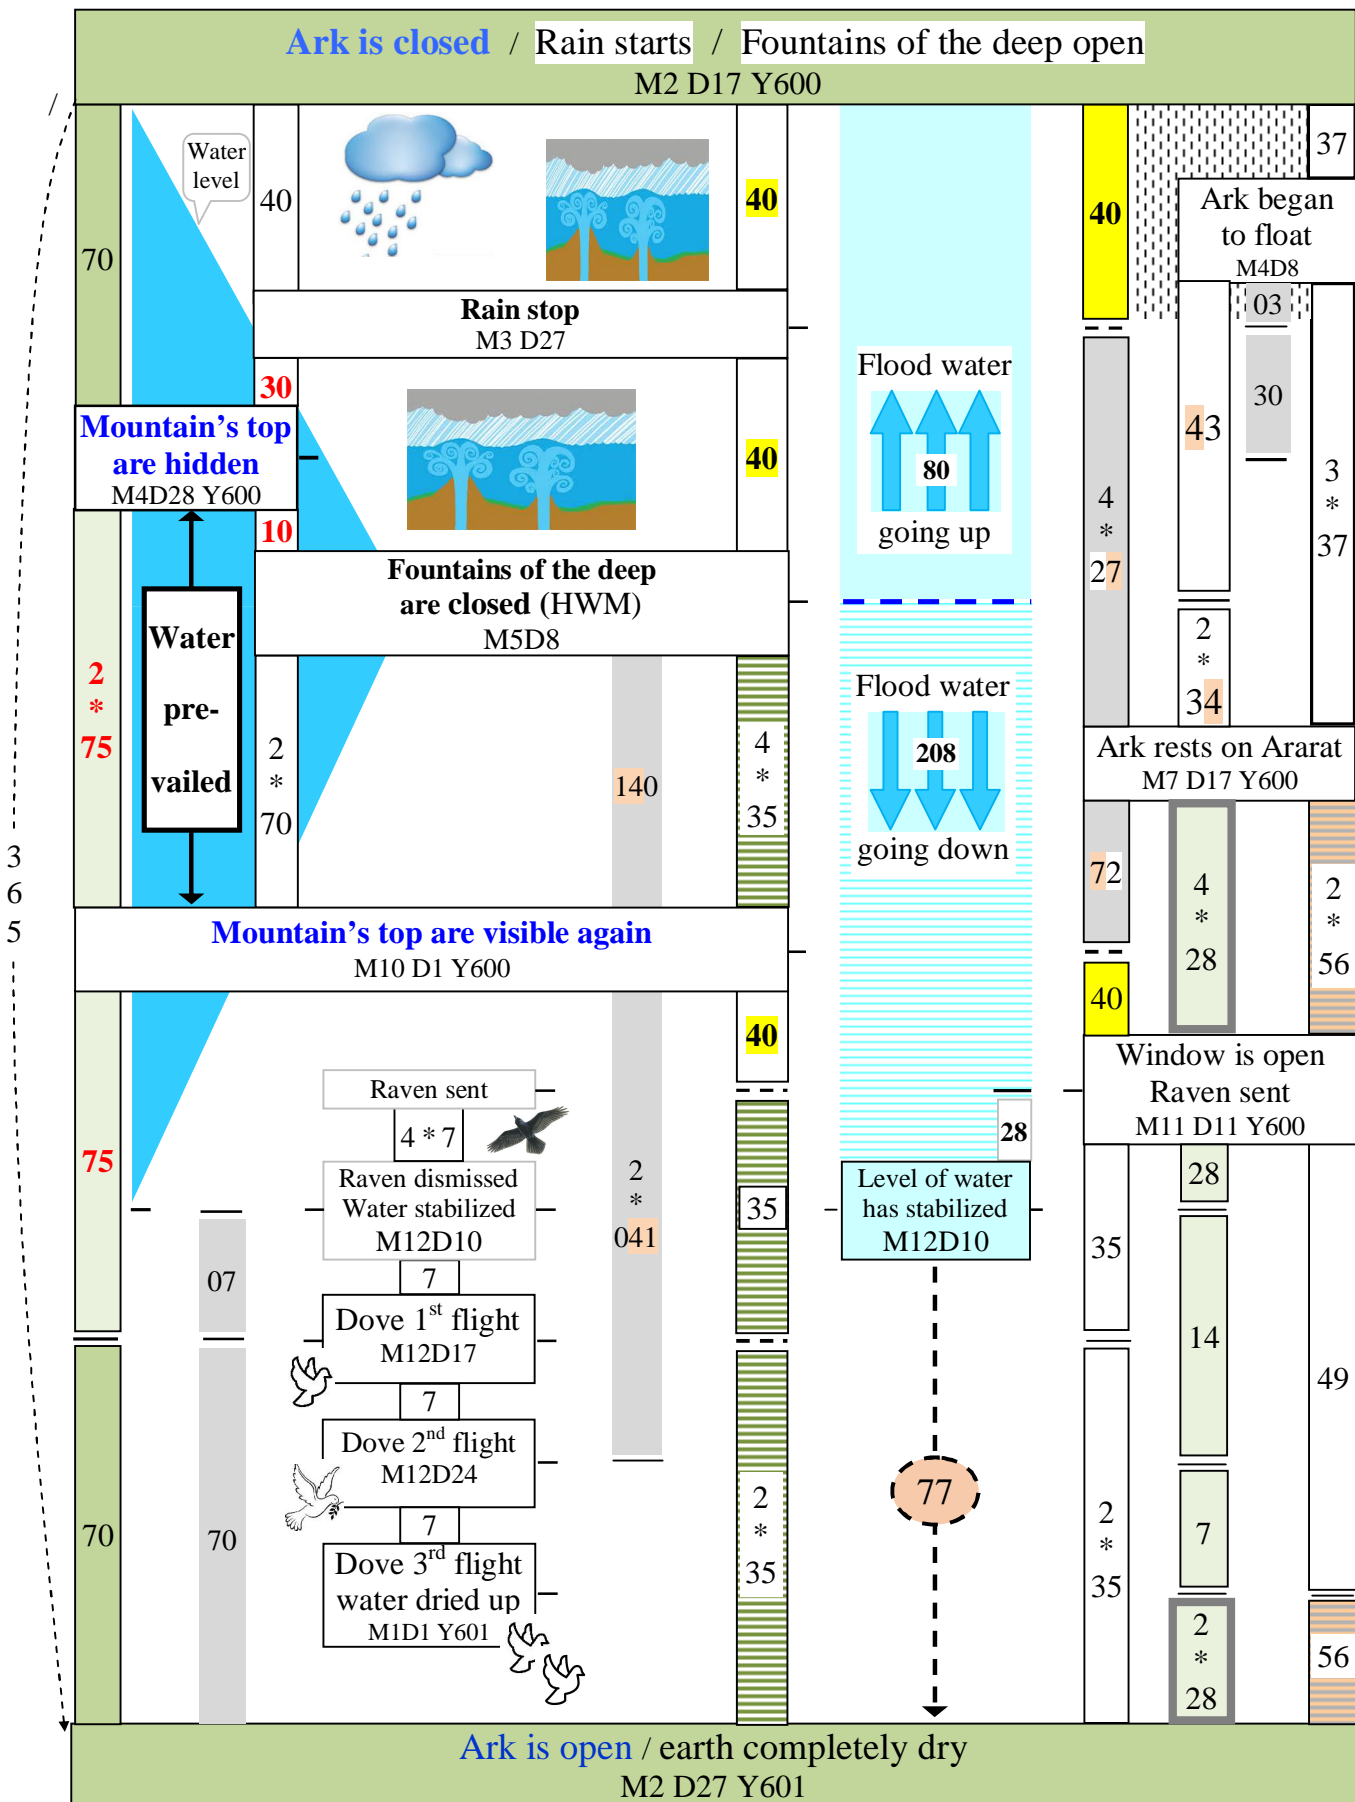 Ark is closed / Rain starts / Fountains of the deep open
M2 D17 Y600
/
70
Water
level
40
40
40
37
Ark began
to float
M4D8
Rain stop
M3 D27
03
30
43
30
Mountain's top
are hidden
M4D28 Y600
10
40
Flood water
80
going up
4
*
27
3
*
37
Fountains of the deep
are closed (HWM)
M5D8
2
*
34
2
*
75
Water
pre-
vailed
2
*
70
140
4
*
35
Flood water
208
going down
Ark rests on Ararat
M7 D17 Y600
3
6
5
72
4
*
28
2
*
56
40
Mountain's top are visible again
M10 D1 Y600
40
Window is open
Raven sent
M11 D11 Y600
75
Raven sent
4 * 7
Raven dismissed
Water stabilized
M12D10
2
*
041
35
28
Level of water
has stabilized
M12D10
35
28
14
49
07
7
Dove 1st flight
M12D17
7
Dove 2nd flight
M12D24
7
Dove 3rd flight
water dried up
M1D1 Y601
70
70
2
*
35
77
2
*
35
7
2
*
28
56
Ark is open / earth completely dry
M2 D27 Y601